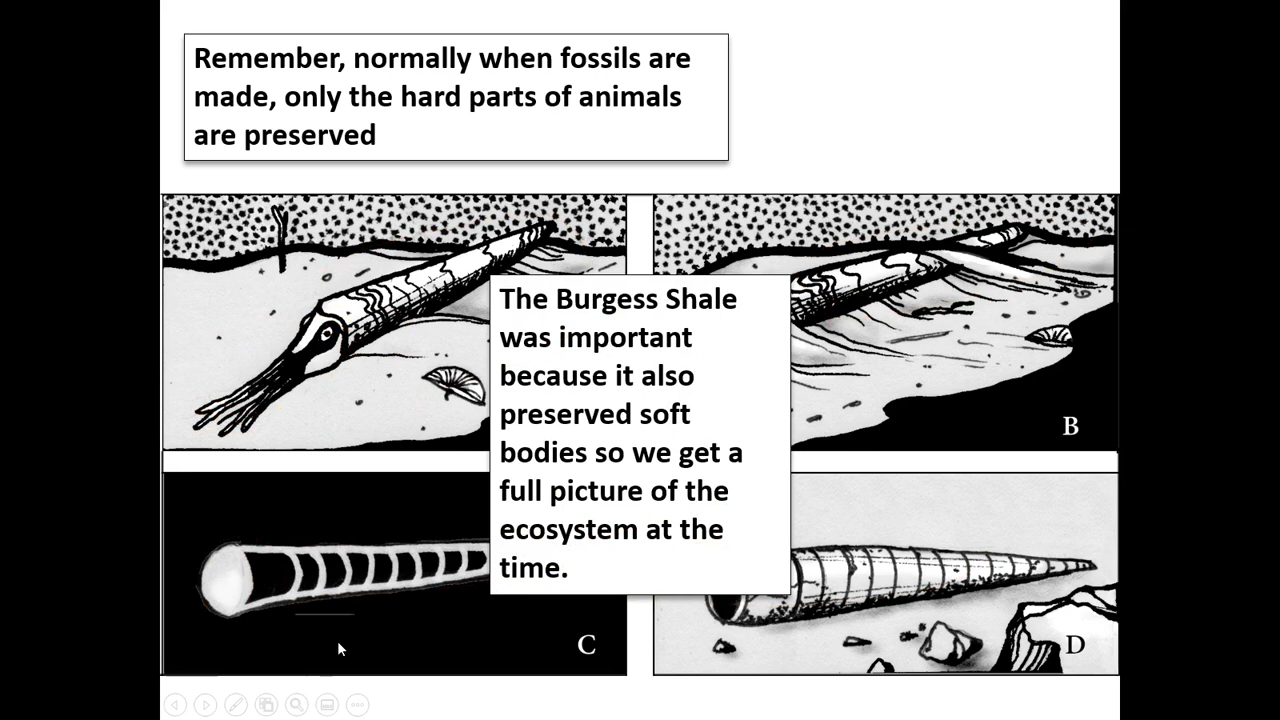 Remember, normally when fossils are
made, only the hard parts of animals
are preserved
The Burgess Shale
was important
because it also
preserved soft
bodies so we get a
full picture of the
ecosystem at the
time.
B
C
D